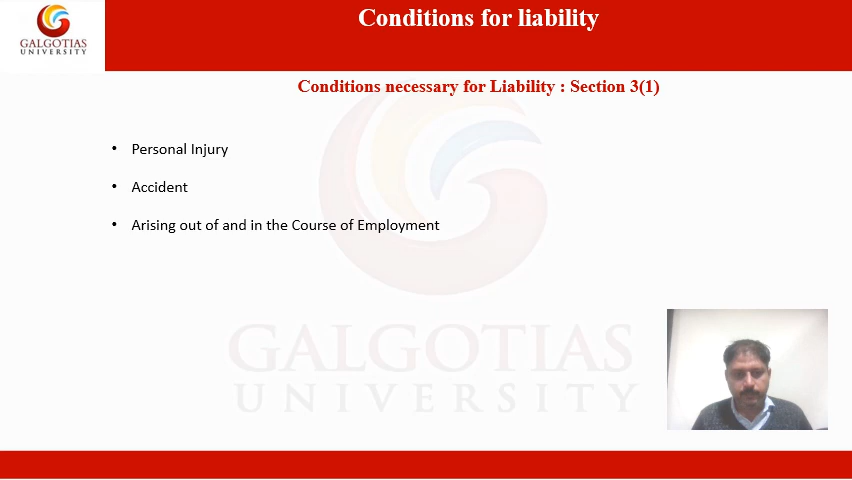 GALGOTIAS
UNIVERSITY
Conditions for liability
Conditions necessary for Liability : Section 3(1)
• Personal Injury
• Accident
• Arising out of and in the Course of Employment
GALGOTIAS
UNIVERSITY